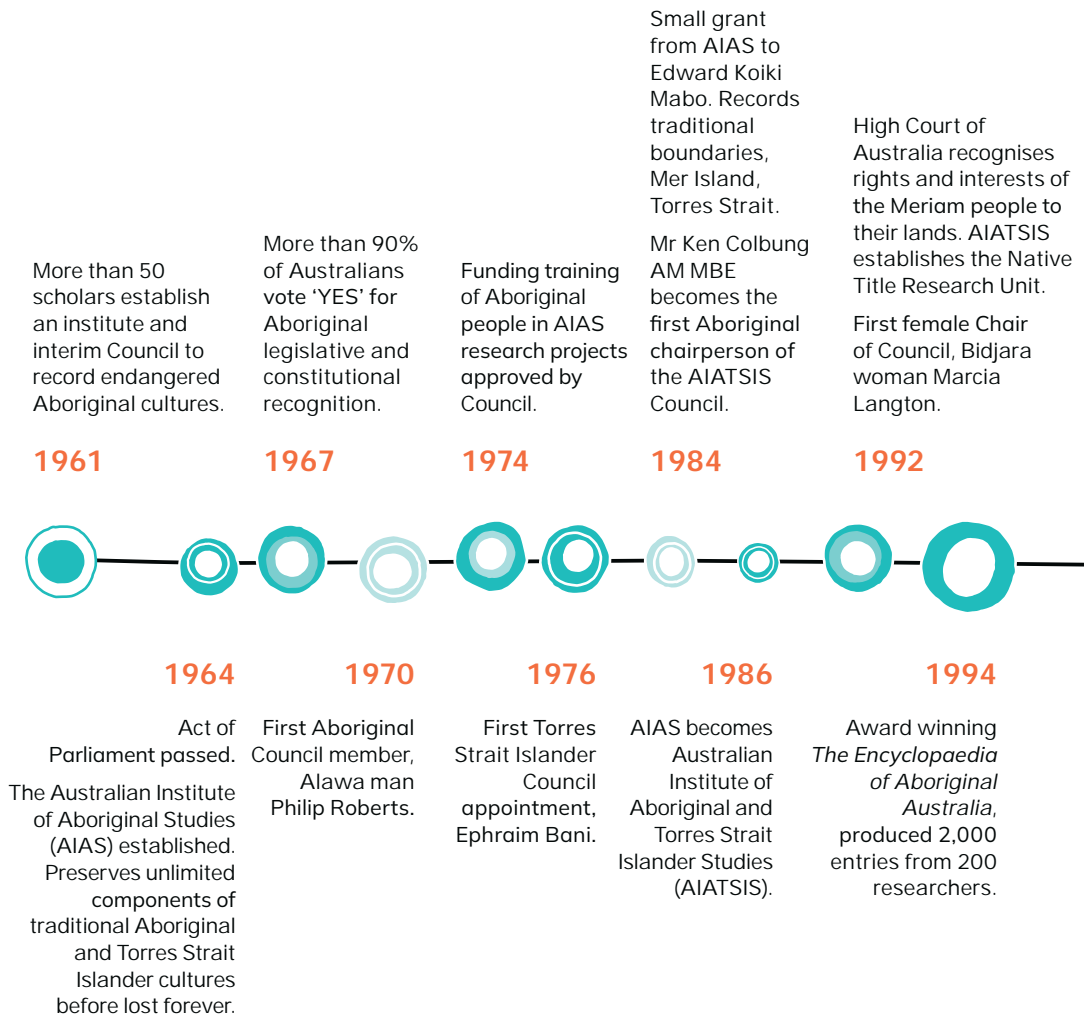 More than 50
scholars establish
an institute and
interim Council to
record endangered
Aboriginal cultures.
1961
Act of
Parliament passed.
The Australian Institute
of Aboriginal Studies
(AIAS) established.
Preserves unlimited
components of
traditional Aboriginal
and Torres Strait
Islander cultures
before lost forever.
1964
More than 90%
of Australians
vote ‘YES’ for
Aboriginal
legislative and
constitutional
recognition.
1967
1970
First Aboriginal
Council member,
Alawa man
Philip Roberts.
Funding training
of Aboriginal
people in AIAS
research projects
approved by
Council.
1974
1976
First Torres
Strait Islander
Council
appointment,
Ephraim Bani.
Small grant
from AIAS to
Edward Koiki
Mabo. Records
traditional
boundaries,
Mer Island,
Torres Strait.
Mr Ken Colbung
AM MBE
becomes the
first Aboriginal
chairperson of
the AIATSIS
Council.
1984
1986
AIAS becomes
Australian
Institute of
Aboriginal and
Torres Strait
Islander Studies
(AIATSIS).
High Court of
Australia recognises
rights and interests of
the Meriam people to
their lands. AIATSIS
establishes the Native
Title Research Unit.
First female Chair
of Council, Bidjara
woman Marcia
Langton.
1992
1994
Award winning
The Encyclopaedia
of Aboriginal
Australia,
produced 2,000
entries from 200
researchers.